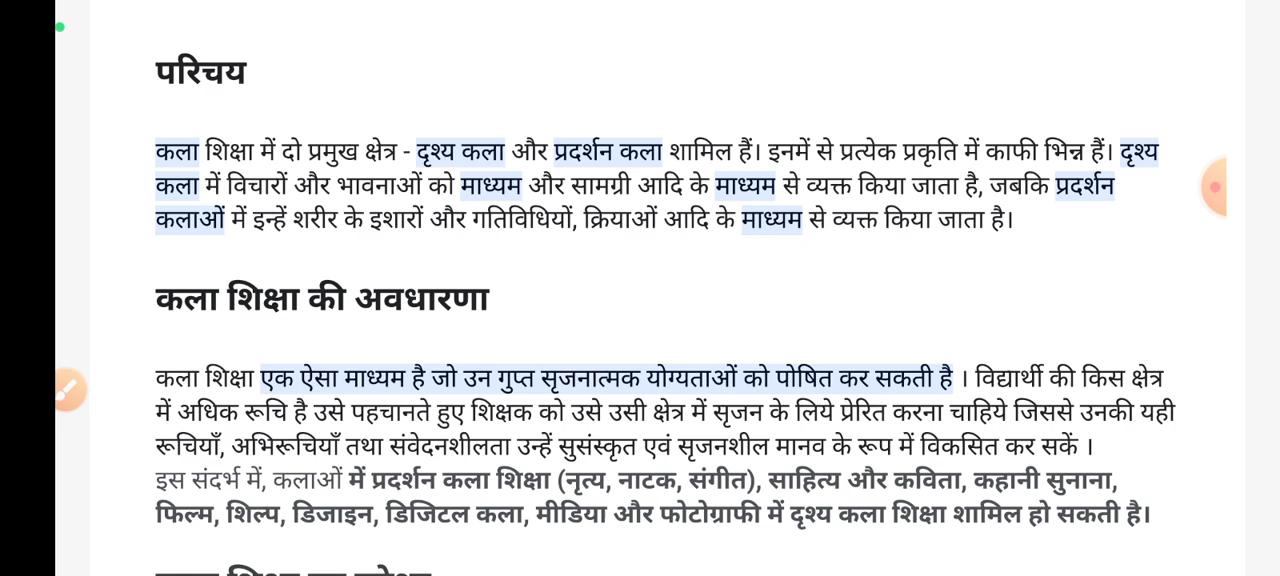 परिचय
कला शिक्षा में दो प्रमुख क्षेत्र - दृश्य कला और प्रदर्शन कला शामिल हैं। इनमें से प्रत्येक प्रकृति में काफी भिन्न हैं। दृश्य
कला में विचारों और भावनाओं को माध्यम और सामग्री आदि के माध्यम से व्यक्त किया जाता है, जबकि प्रदर्शन
कलाओं में इन्हें शरीर के इशारों और गतिविधियों, क्रियाओं आदि के माध्यम से व्यक्त किया जाता है।
कला शिक्षा की अवधारणा
कला शिक्षा एक ऐसा माध्यम है जो उन गुप्त सृजनात्मक योग्यताओं को पोषित कर सकती है । विद्यार्थी की किस क्षेत्र
में अधिक रूचि है उसे पहचानते हुए शिक्षक को उसे उसी क्षेत्र में सृजन के लिये प्रेरित करना चाहिये जिससे उनकी यही
रूचियाँ, अभिरूचियाँ तथा संवेदनशीलता उन्हें सुसंस्कृत एवं सृजनशील मानव के रूप में विकसित कर सकें ।
इस संदर्भ में, कलाओं में प्रदर्शन कला शिक्षा (नृत्य, नाटक, संगीत), साहित्य और कविता, कहानी सुनाना,
फिल्म, शिल्प, डिजाइन, डिजिटल कला, मीडिया और फोटोग्राफी में दृश्य कला शिक्षा शामिल हो सकती है।